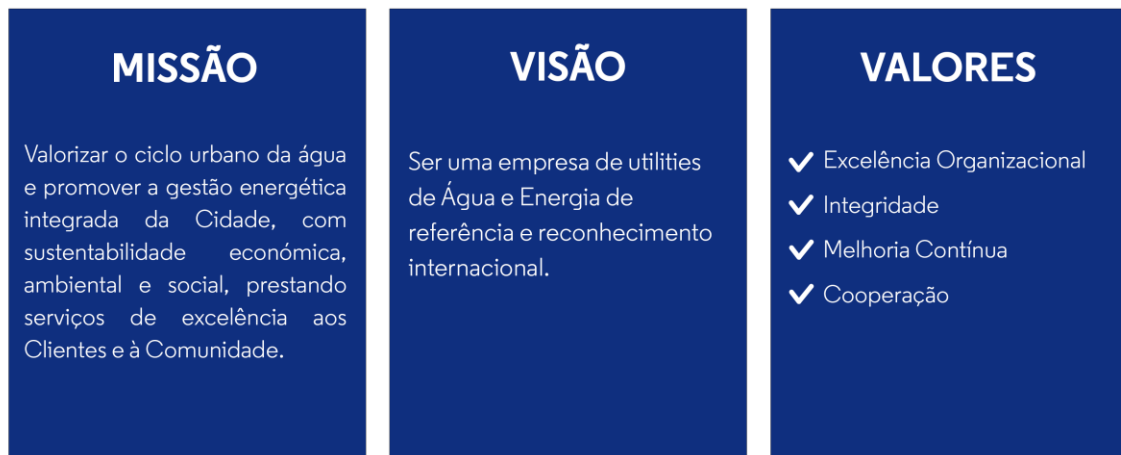 MISSÃO
Valorizar o ciclo urbano da água
e promover a gestão energética
integrada da Cidade, com
sustentabilidade económica,
ambiental e social, prestando
serviços de excelência aos
Clientes e à Comunidade.
VISÃO
Ser uma empresa de utilities
de Água e Energia de
referência e reconhecimento
internacional.
VALORES
Excelência Organizacional
Integridade
Melhoria Contínua
Cooperação